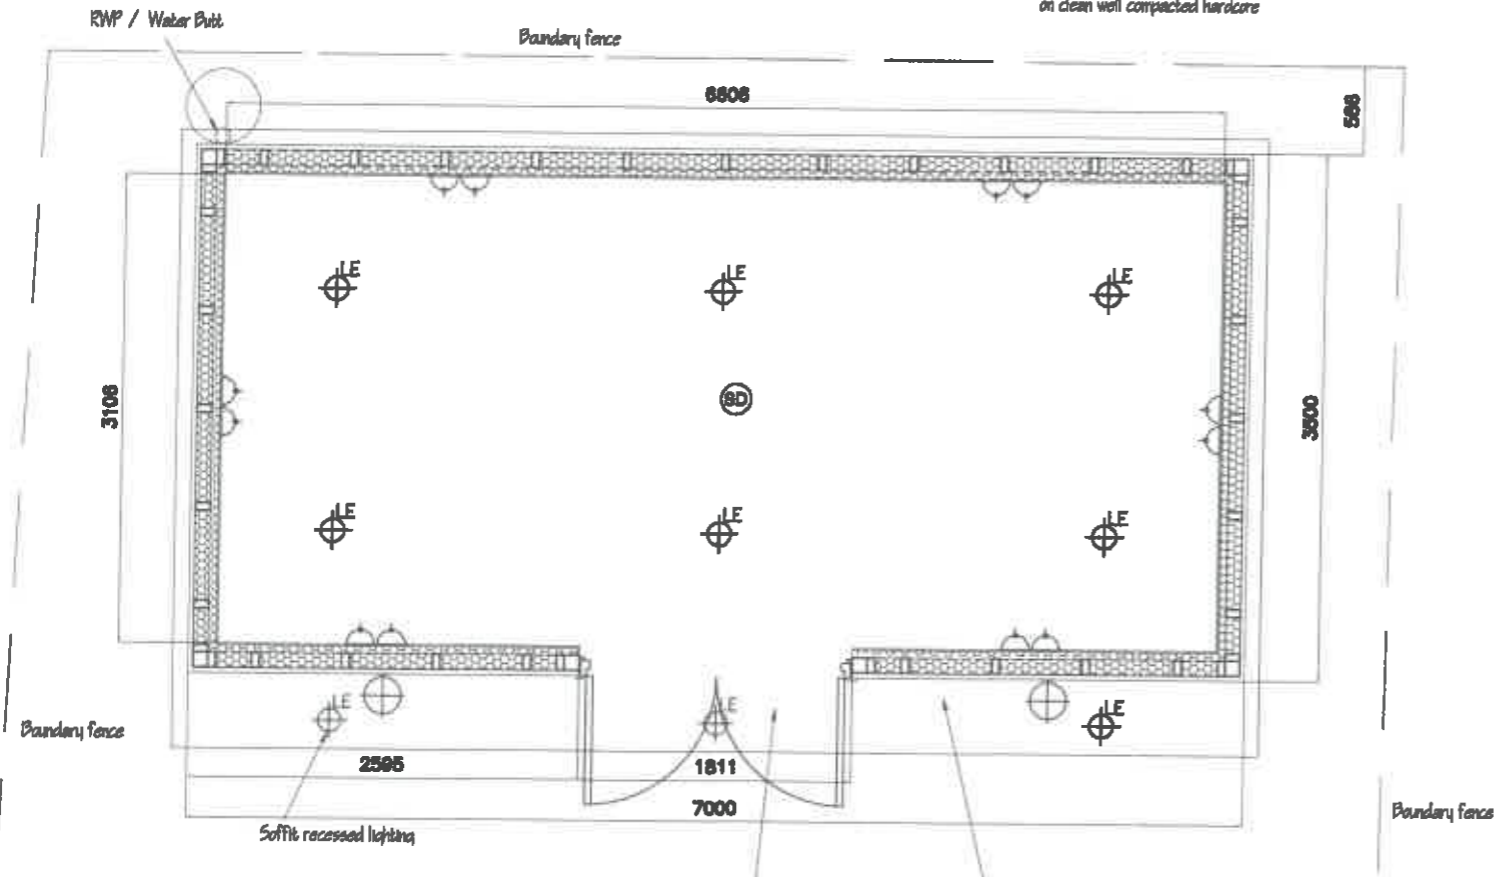 on clean well compacted hardcore
RWP / Water Butt
Boundary fence
6606
566
LE
LE
LE
3106
SD
3500
LE
LE
LE
LE
LE
LE
Boundary fence
2595
1811
7000
Soffit recessed lighting
Boundary fence